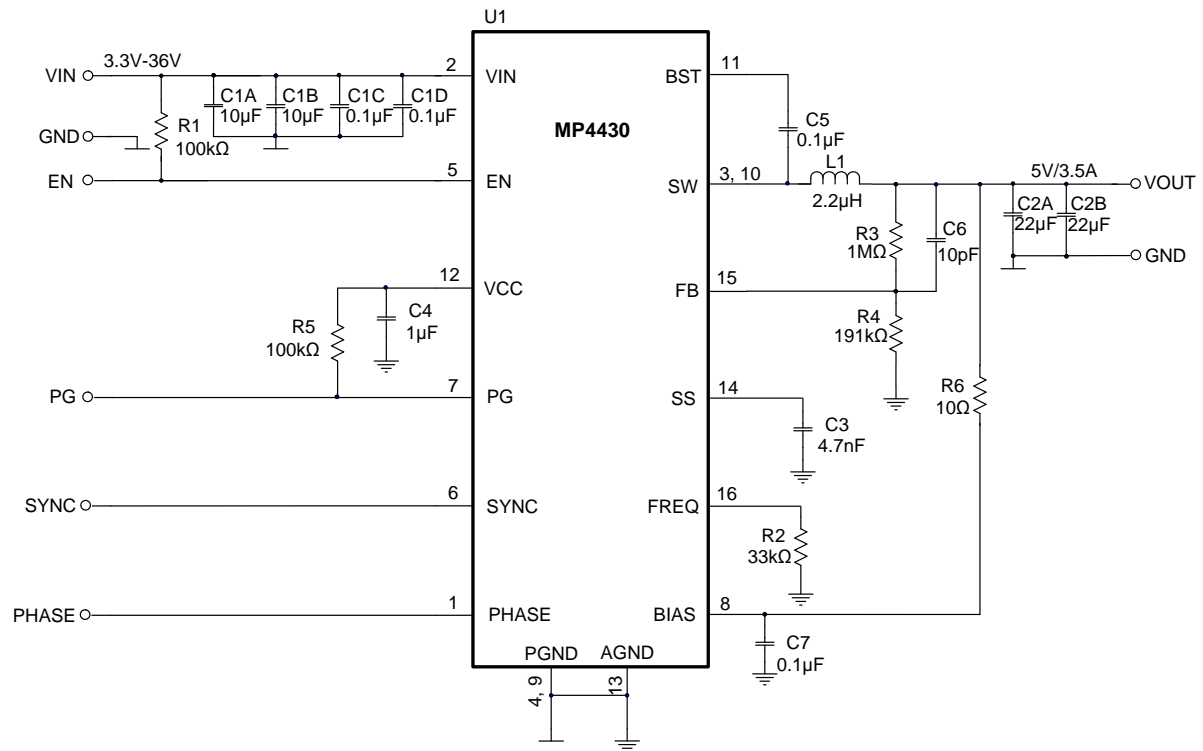 U1
MP4430
VIN
3.3V-36V
2
VIN
C1A
10µF
C1B
10µF
C1C
0.1µF
C1D
0.1µF
GND
R1
100kΩ
EN
5
EN
12
VCC
C4
1µF
R5
100kΩ
PG
7
PG
SYNC
6
SYNC
PHASE
1
PHASE
PGND
AGND
4, 9
13
BST
11
C5
0.1µF
L1
2.2µH
SW
3, 10
5V/3.5A
VOUT
C2A
22µF
C2B
22µF
GND
R3
1MΩ
C6
10pF
FB
15
R4
191kΩ
R6
10Ω
SS
14
C3
4.7nF
FREQ
16
R2
33kΩ
BIAS
8
C7
0.1µF